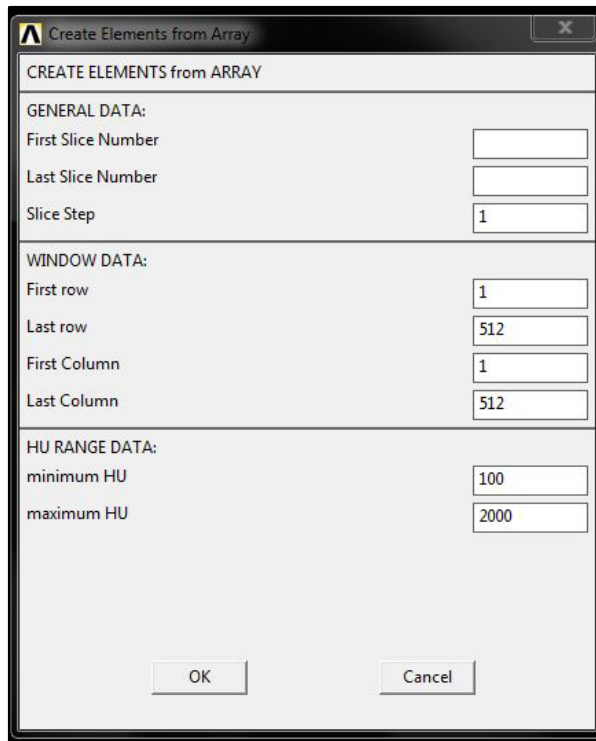 Create Elements from Array
CREATE ELEMENTS from ARRAY
GENERAL DATA:
First Slice Number
Last Slice Number
Slice Step 1
WINDOW DATA:
First row 1
Last row 512
First Column 1
Last Column 512
HU RANGE DATA:
minimum HU 100
maximum HU 2000
OK Cancel